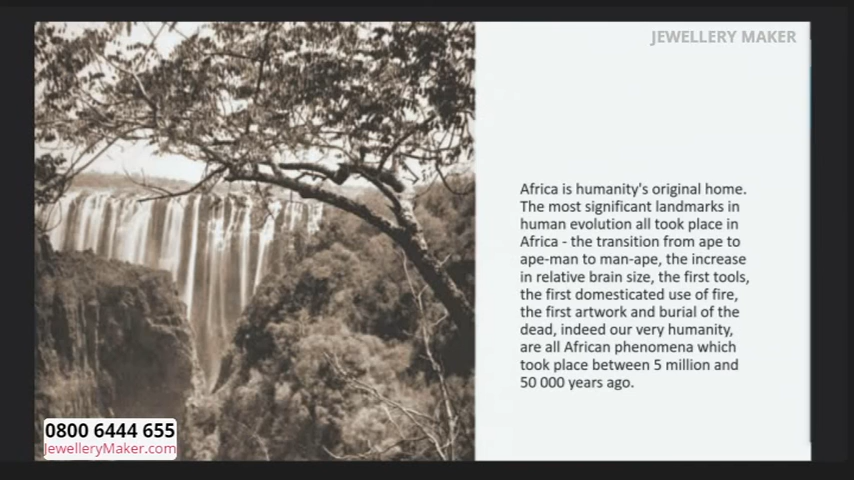 JEWELLERY MAKER
Africa is humanity's original home.
The most significant landmarks in
human evolution all took place in
Africa - the transition from ape to
ape-man to man-ape, the increase
in relative brain size, the first tools,
the first domesticated use of fire,
the first artwork and burial of the
dead, indeed our very humanity,
are all African phenomena which
took place between 5 million and
50 000 years ago.
0800 6444 655
JewelleryMaker.com